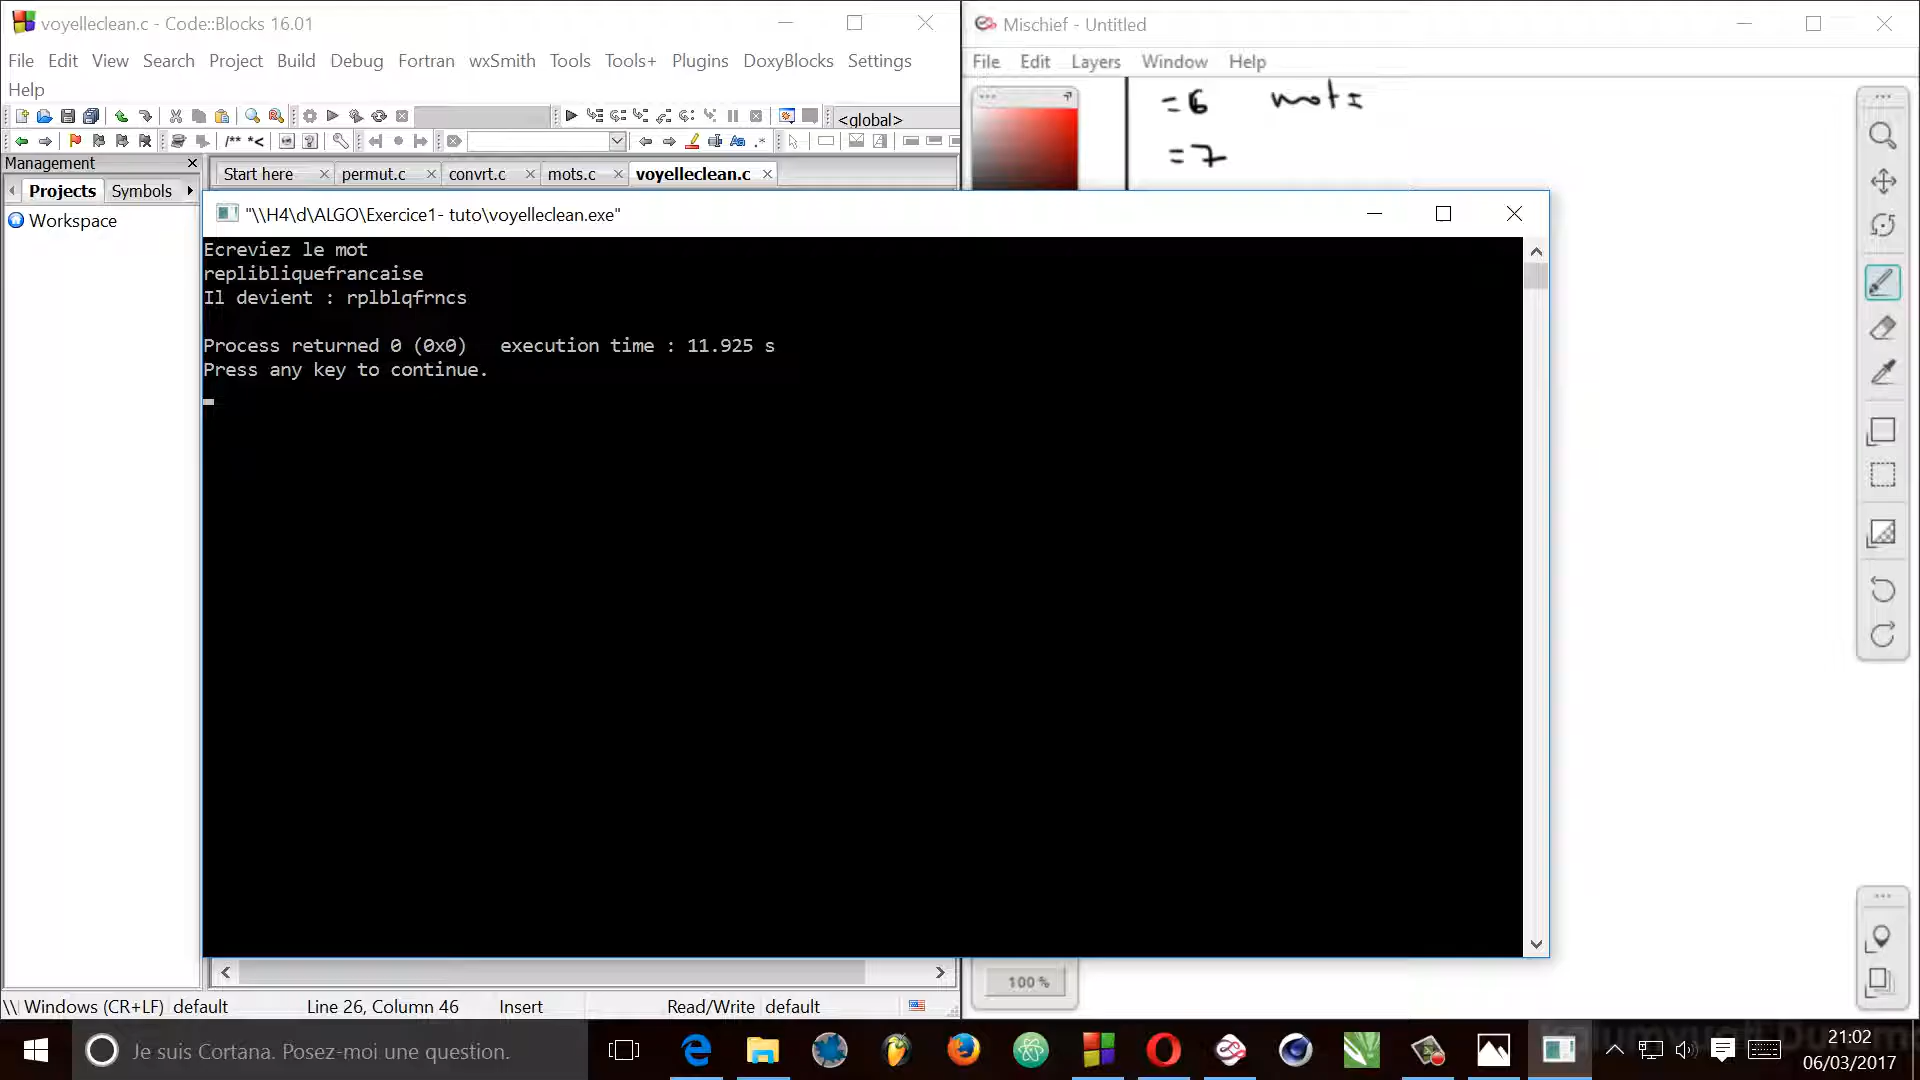 voyelleclean.c - Code::Blocks 16.01
File Edit View Search Project Build Debug Fortran wxSmith Tools Tools+ Plugins DoxyBlocks Settings
Help
<global>
Management
Projects Symbols
Workspace
Start here permut.c convrt.c mots.c voyelleclean.c
Mischief - Untitled
File Edit Layers Window Help
=6 mots
=7
"\\H4\d\ALGO\Exercice1- tuto\voyelleclean.exe"
Ecreviez le mot
replibliquefrancaise
Il devient : rplblqfrncs
Process returned 0 (0x0) execution time : 11.925 s
Press any key to continue.
100 %
\\ Windows (CR+LF) default Line 26, Column 46 Insert Read/Write default
Je suis Cortana. Posez-moi une question.
21:02
06/03/2017